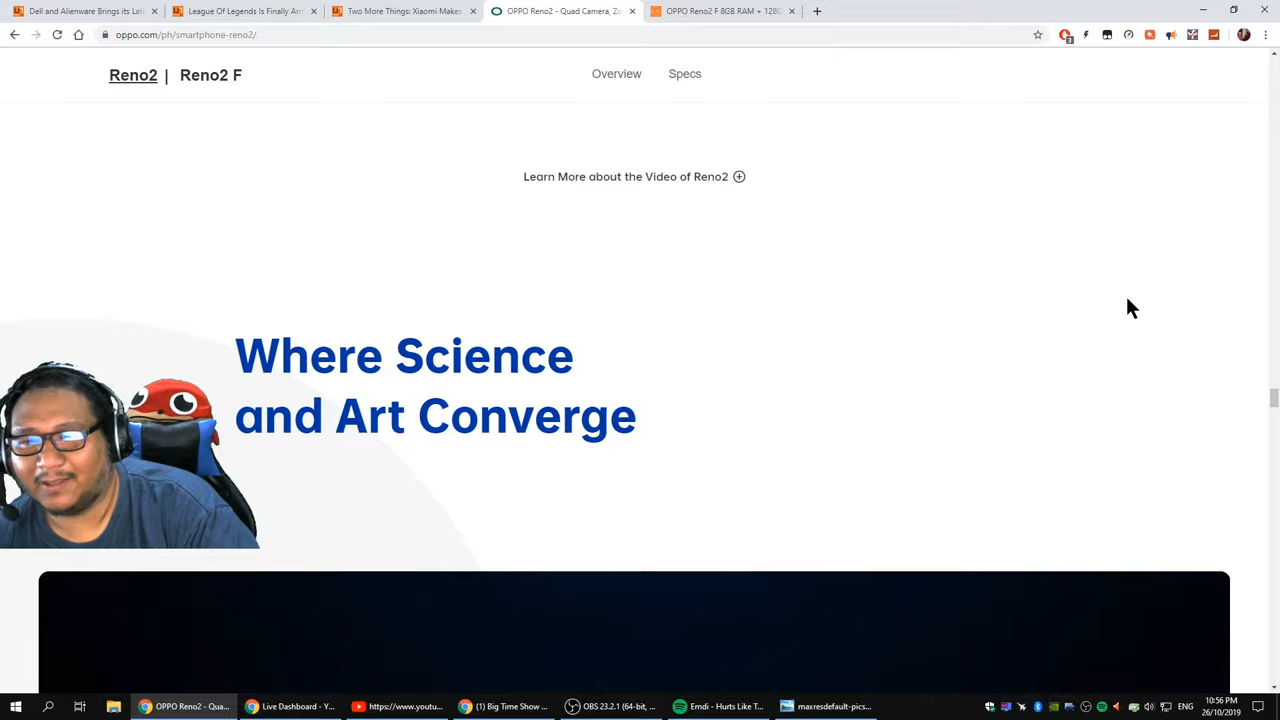 Dell and Alienware Brings its Late
League Of Legends Is Finally Arr
Two More Things: Xiaomi Makes
OPPO Reno2 - Quad Camera, Zo
OPPO Reno2 F 8GB RAM + 128G
oppo.com/ph/smartphone-reno2/
3
Reno2 | Reno2 F
Overview
Specs
Learn More about the Video of Reno2
Where Science
and Art Converge
OPPO Reno2 - Qua...
Live Dashboard - Y...
https://www.youtu...
(1) Big Time Show ...
OBS 23.2.1 (64-bit, ...
Emdi - Hurts Like T...
maxresdefault-pics...
ENG
10:56 PM
26/10/2019